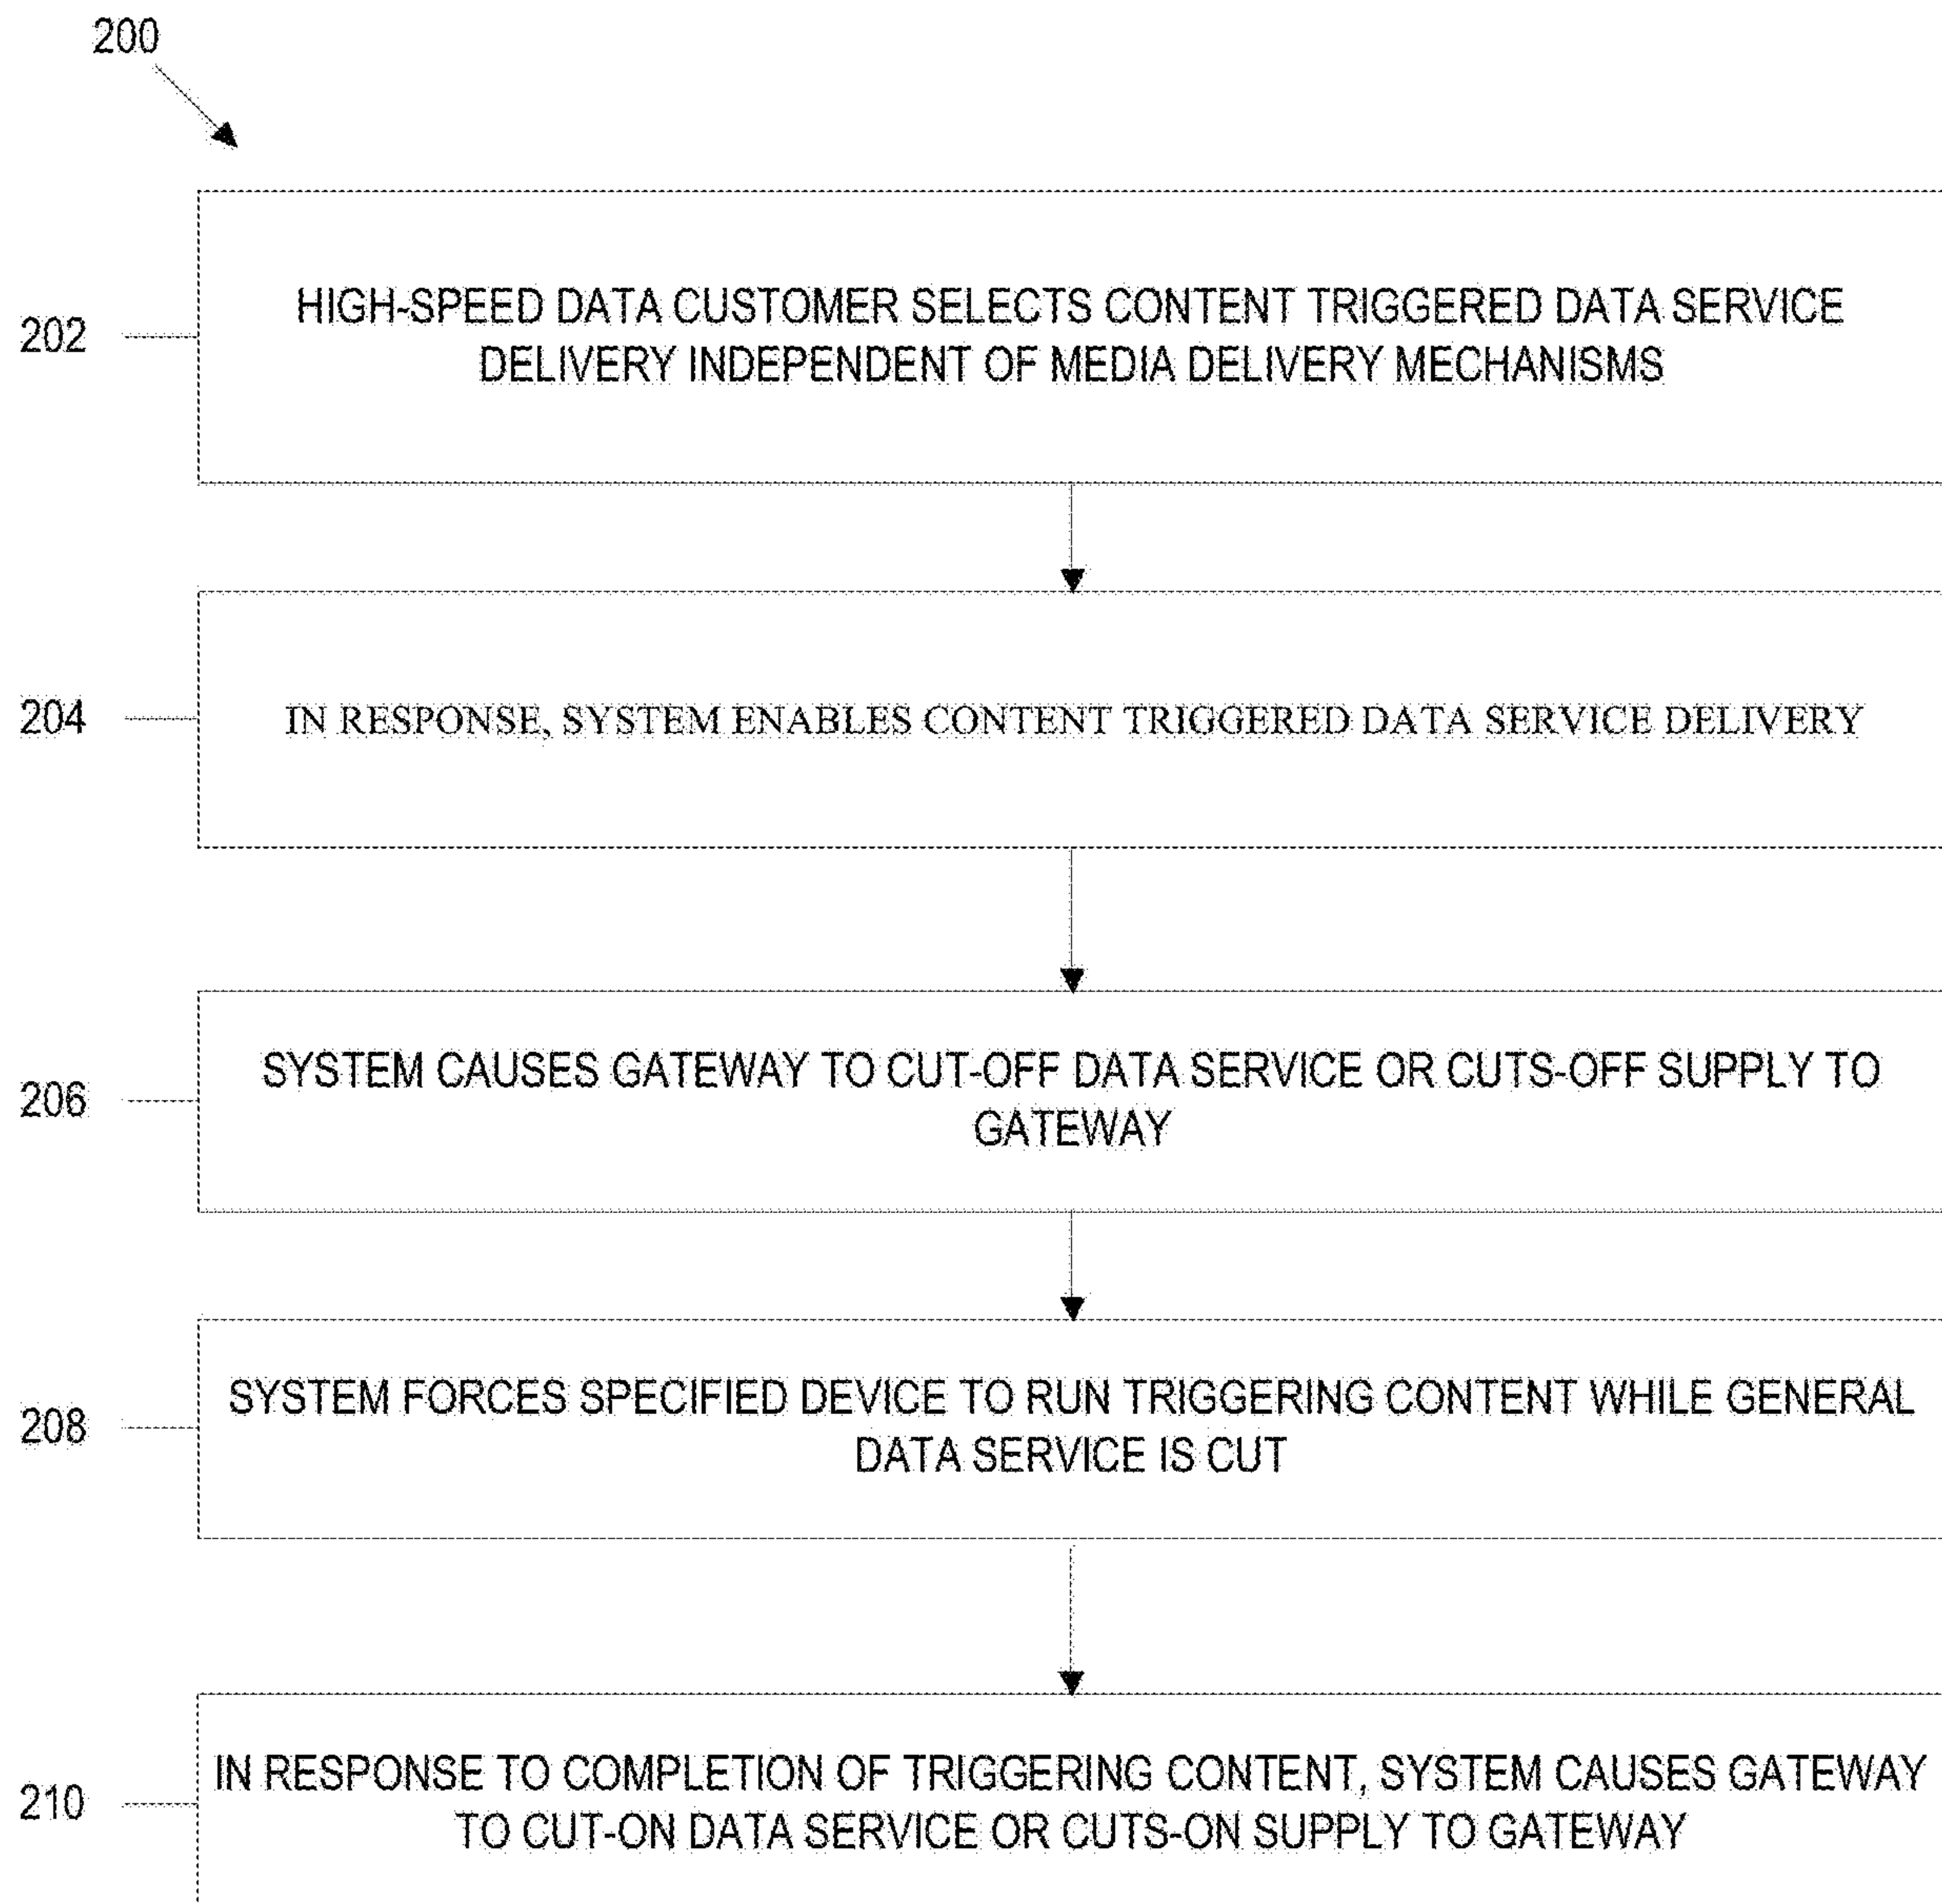 200
202
HIGH-SPEED DATA CUSTOMER SELECTS CONTENT TRIGGERED DATA SERVICE
DELIVERY INDEPENDENT OF MEDIA DELIVERY MECHANISMS
204
IN RESPONSE, SYSTEM ENABLES CONTENT TRIGGERED DATA SERVICE DELIVERY
206
SYSTEM CAUSES GATEWAY TO CUT-OFF DATA SERVICE OR CUTS-OFF SUPPLY TO
GATEWAY
208
SYSTEM FORCES SPECIFIED DEVICE TO RUN TRIGGERING CONTENT WHILE GENERAL
DATA SERVICE IS CUT
210
IN RESPONSE TO COMPLETION OF TRIGGERING CONTENT, SYSTEM CAUSES GATEWAY
TO CUT-ON DATA SERVICE OR CUTS-ON SUPPLY TO GATEWAY